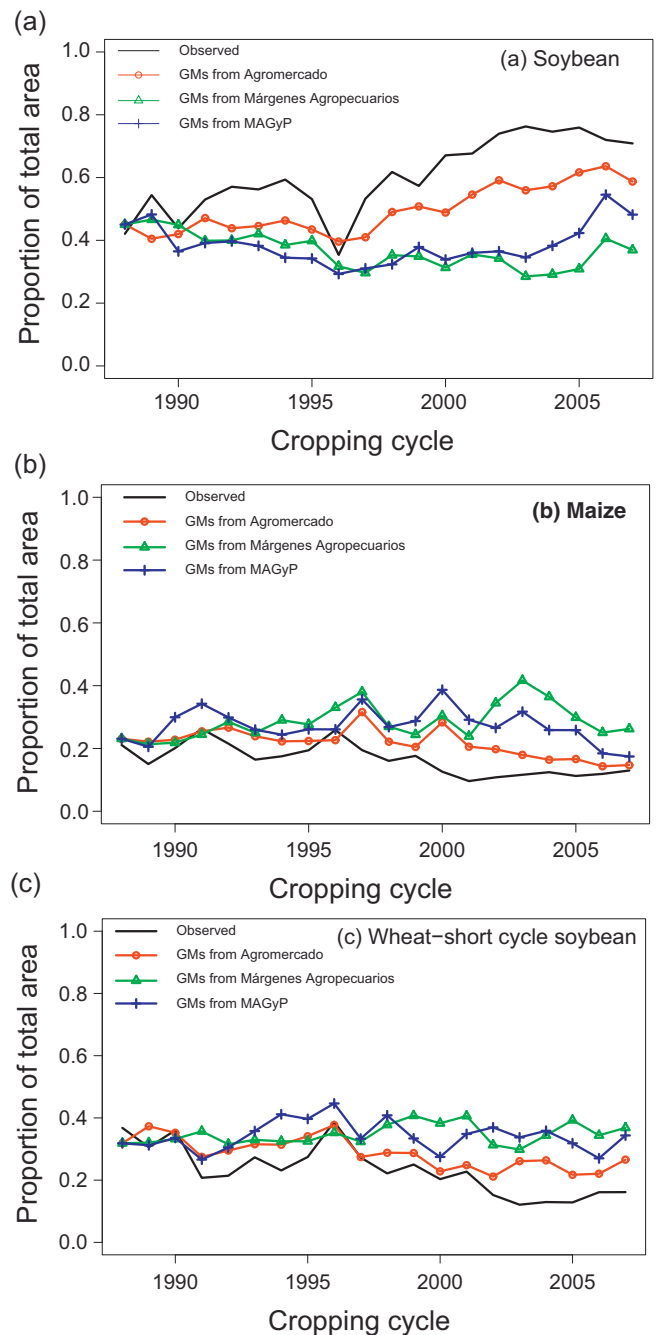 (a)
Observed
GMs from Agromercado
GMs from Márgenes Agropecuarios
GMs from MAGyP
(a) Soybean
Proportion of total area
1.0
0.8
0.6
0.4
0.2
0.0
1990 1995 2000 2005
Cropping cycle
(b)
Observed
GMs from Agromercado
GMs from Márgenes Agropecuarios
GMs from MAGyP
(b) Maize
Proportion of total area
1.0
0.8
0.6
0.4
0.2
0.0
1990 1995 2000 2005
Cropping cycle
(c)
Observed
GMs from Agromercado
GMs from Márgenes Agropecuarios
GMs from MAGyP
(c) Wheat−short cycle soybean
Proportion of total area
1.0
0.8
0.6
0.4
0.2
0.0
1990 1995 2000 2005
Cropping cycle